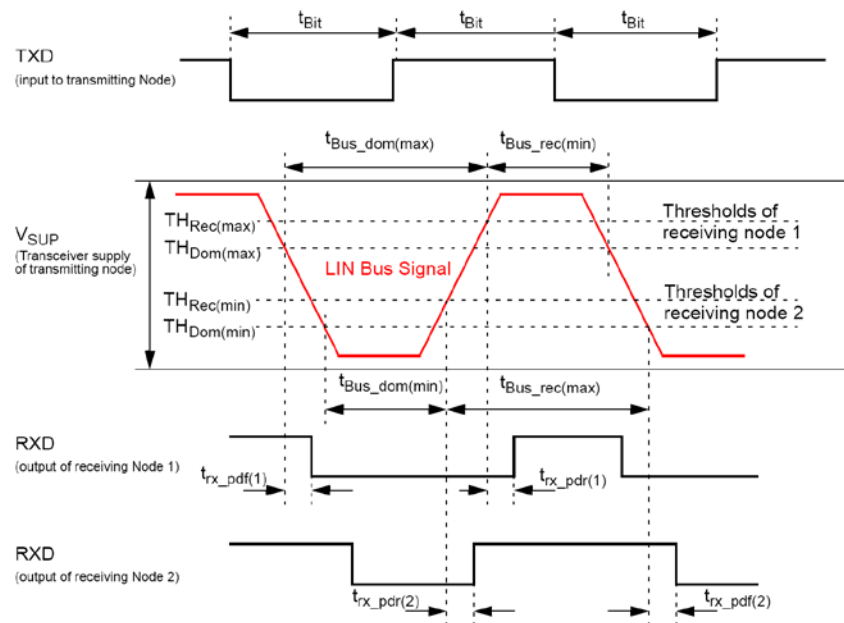 tBit tBit tBit
TXD
(input to transmitting Node)
tBus_dom(max) tBus_rec(min)
THRec(max)
Thresholds of
receiving node 1
VSUP
(Transceiver supply
of transmitting node)
THDom(max)
LIN Bus Signal
THRec(min)
Thresholds of
receiving node 2
THDom(min)
tBus_dom(min) tBus_rec(max)
RXD
(output of receiving Node 1)
trx_pdf(1) trx_pdr(1)
RXD
(output of receiving Node 2)
trx_pdr(2) trx_pdf(2)